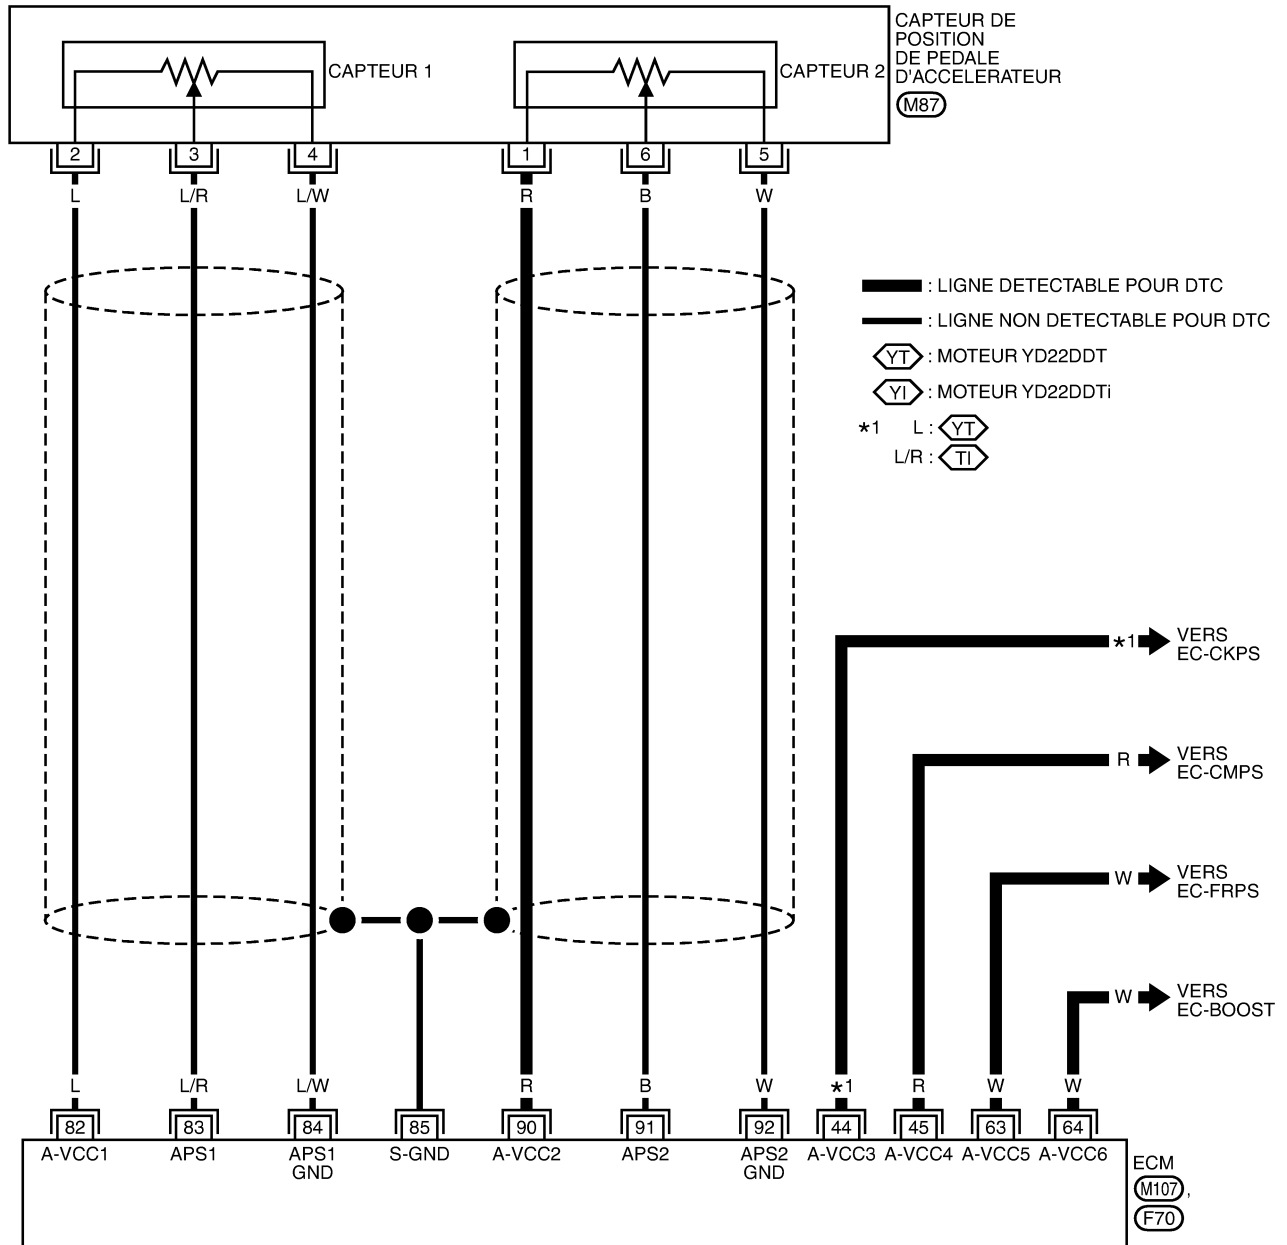 CAPTEUR DE
POSITION
DE PEDALE
D'ACCELERATEUR
M87
CAPTEUR 1
CAPTEUR 2
2 3 4 1 6 5
L L/R L/W R B W
: LIGNE DETECTABLE POUR DTC
: LIGNE NON DETECTABLE POUR DTC
YT : MOTEUR YD22DDT
YI : MOTEUR YD22DDTi
*1 L : YT
L/R : TI
*1 VERS
EC-CKPS
R VERS
EC-CMPS
W VERS
EC-FRPS
W VERS
EC-BOOST
L L/R L/W R B W *1 R W W
82 83 84 85 90 91 92 44 45 63 64
A-VCC1 APS1 APS1 S-GND A-VCC2 APS2 APS2 A-VCC3 A-VCC4 A-VCC5 A-VCC6
GND GND
ECM
M107 ,
F70